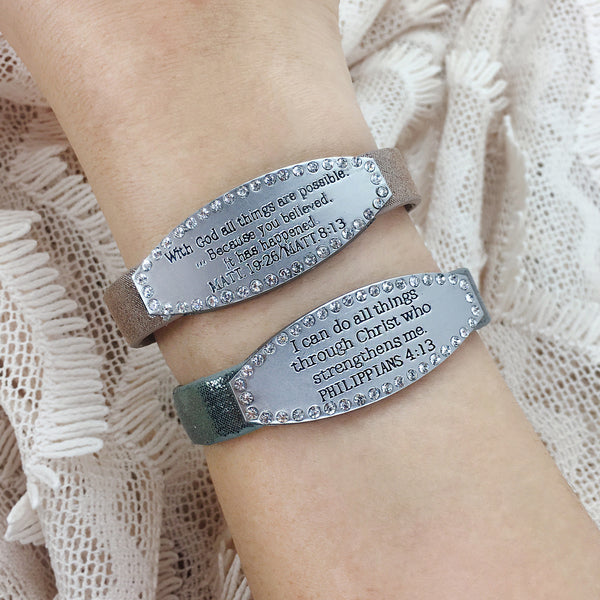 With God all things are possible.
... Because you believed.
it has happened.
MATT. 19:26/MATT. 8:13
I can do all things
through Christ who
strengthens me.
PHILIPPIANS 4:13